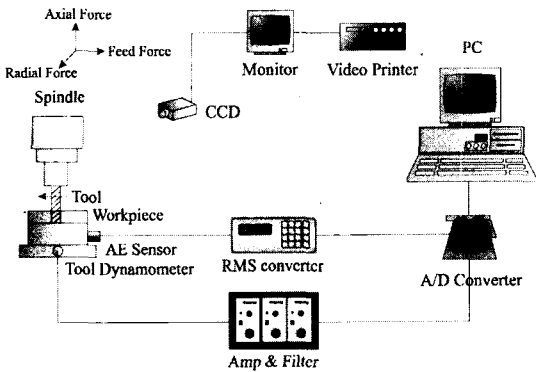 Axial Force
Feed Force
Radial Force
Spindle
Monitor
Video Printer
PC
CCD
Tool
Workpiece
AE Sensor
Tool Dynamometer
RMS converter
A/D Converter
Amp & Filter